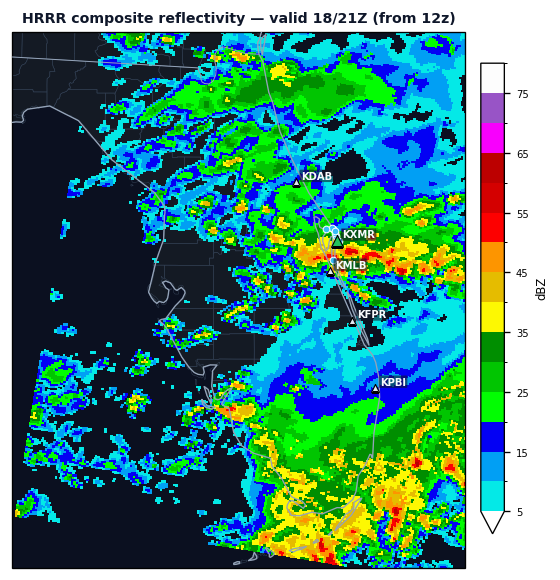 HRRR composite reflectivity — valid 18/21Z (from 12z)
KDAB
KXMR
KMLB
KFPR
KPBI
75
65
55
45
35
25
15
5
dBZ